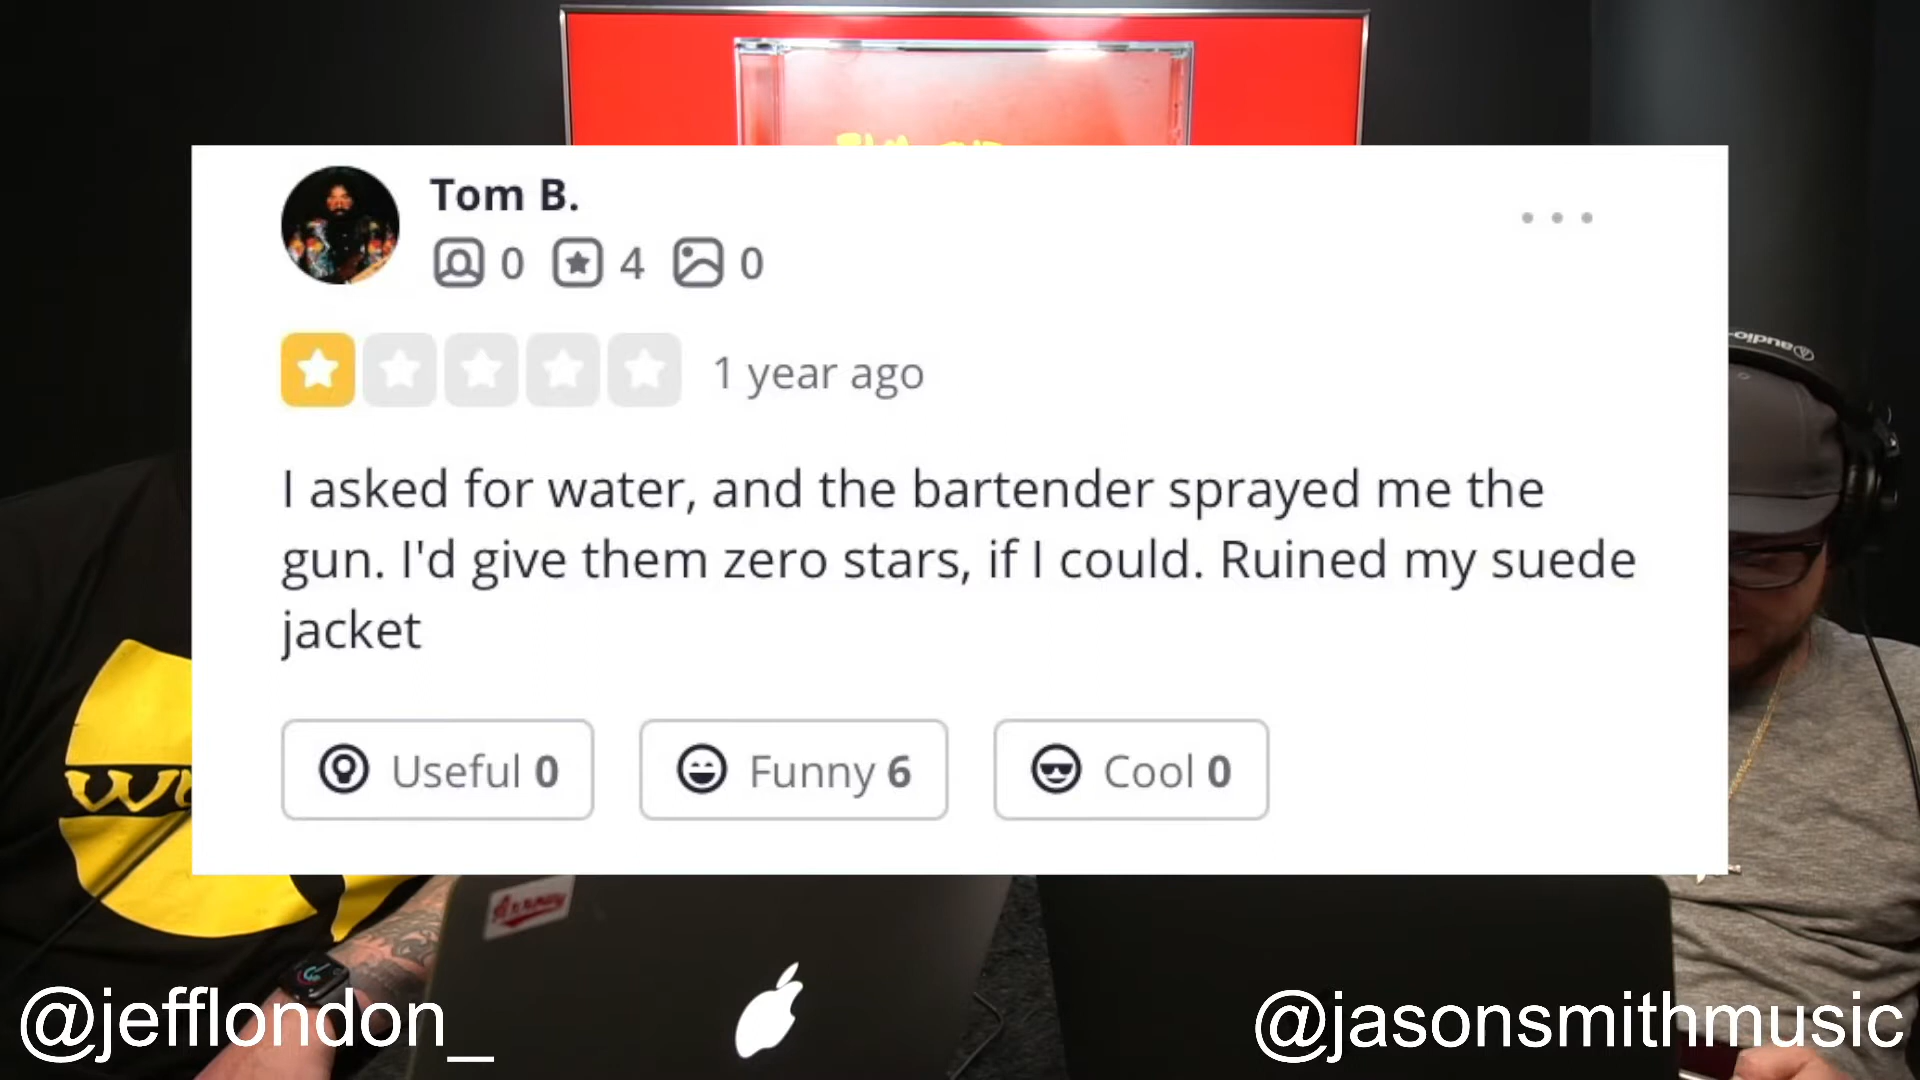 audio-
Tom B.
0 4 0
1 year ago
I asked for water, and the bartender sprayed me the
gun. I'd give them zero stars, if I could. Ruined my suede
jacket
Useful 0 Funny 6 Cool 0
@jefflondon_
@jasonsmithmusic